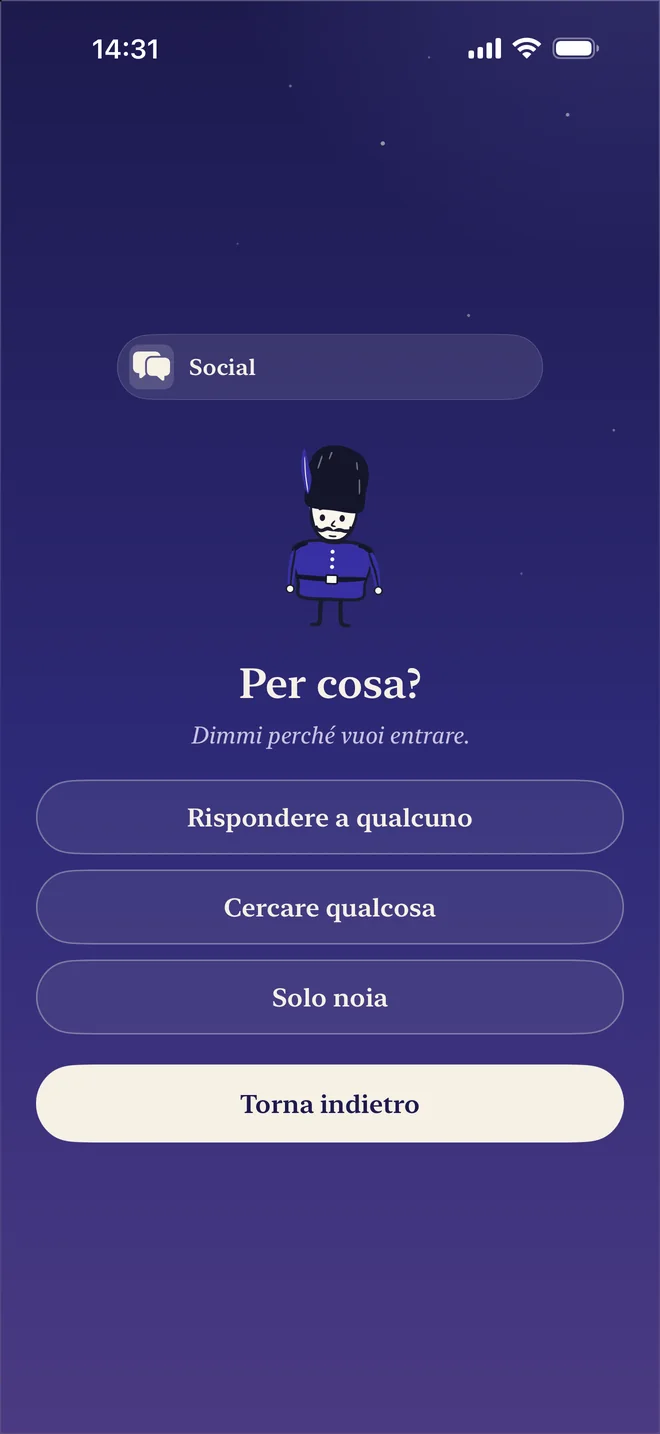 14:31
Social
Per cosa?
Dimmi perché vuoi entrare.
Rispondere a qualcuno
Cercare qualcosa
Solo noia
Torna indietro